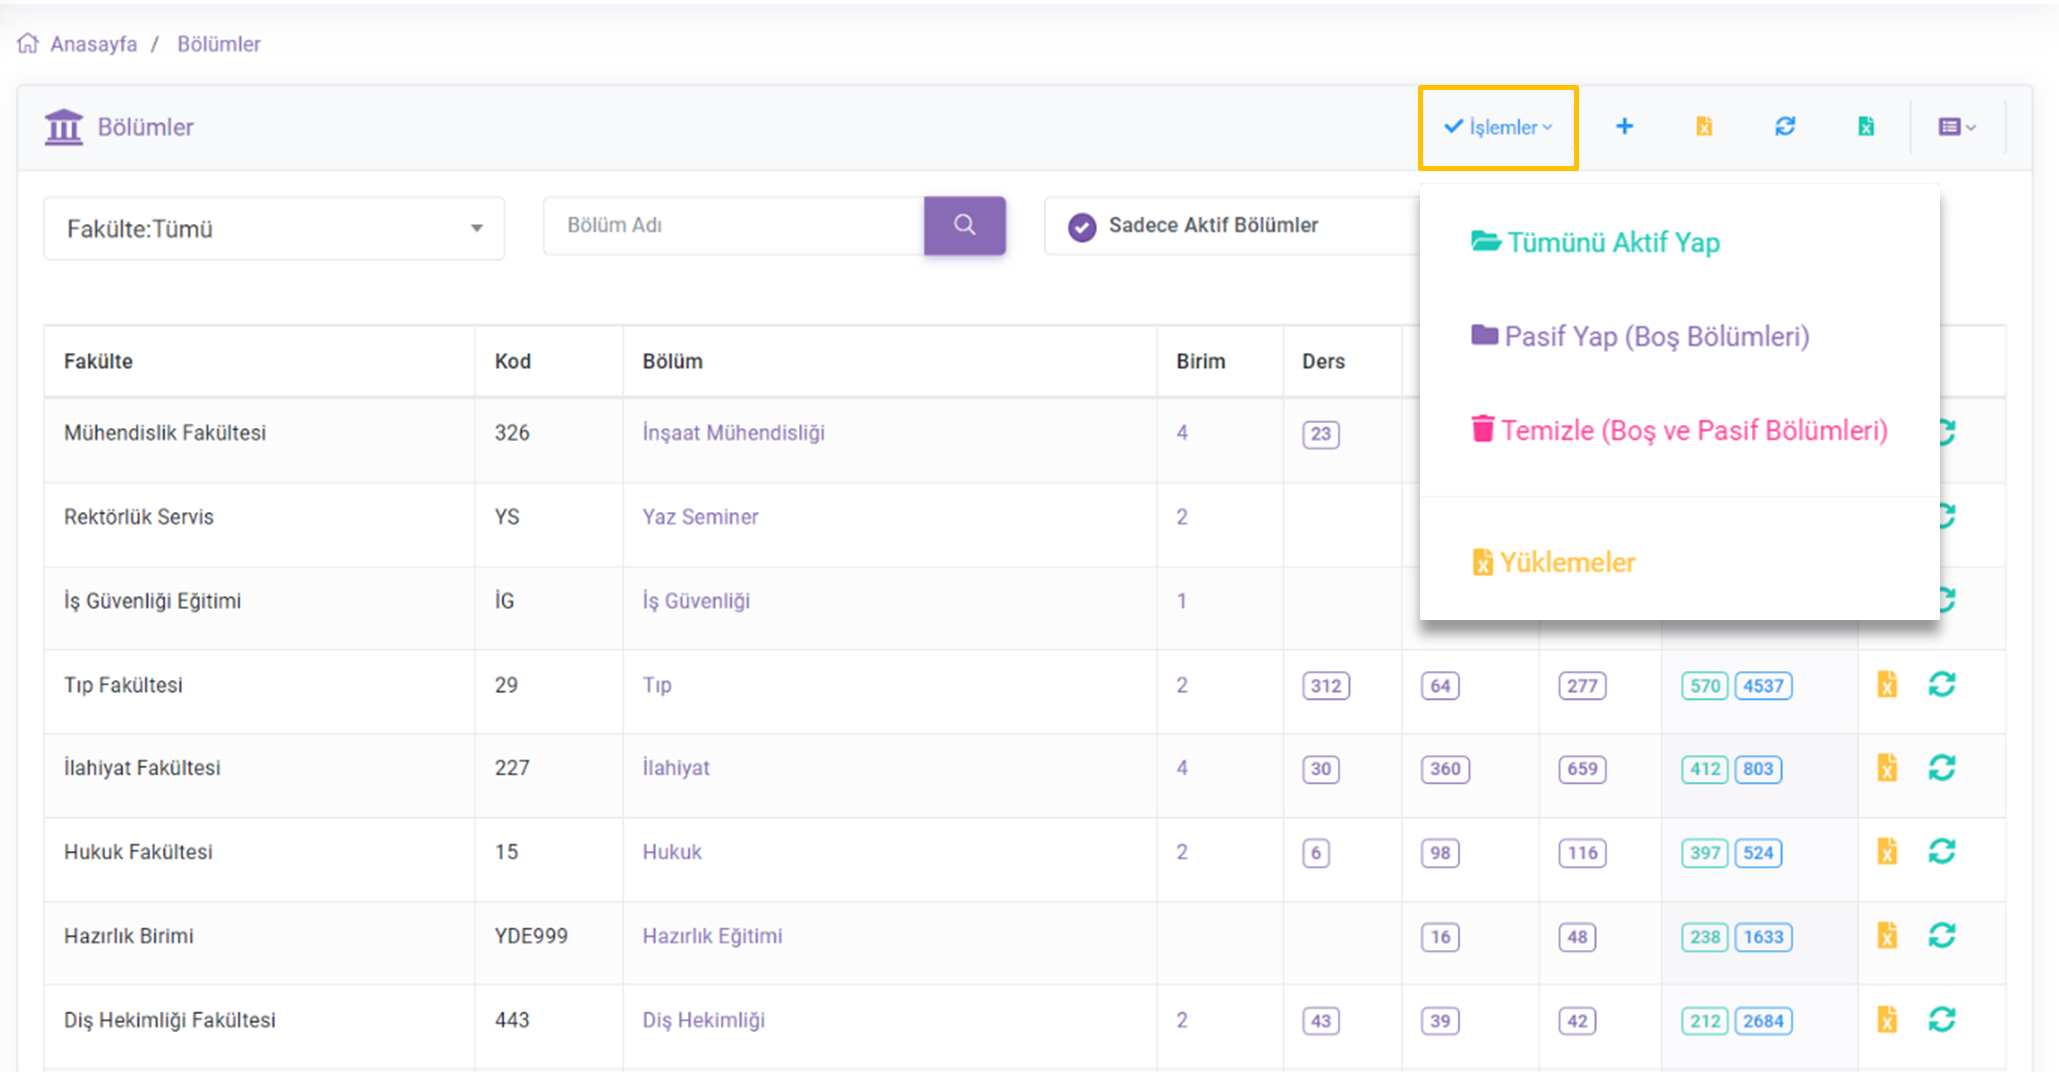 Anasayfa / Bölümler
Bölümler
İşlemler
Fakülte:Tümü
Bölüm Adı
Sadece Aktif Bölümler
Tümünü Aktif Yap
Pasif Yap (Boş Bölümleri)
Temizle (Boş ve Pasif Bölümleri)
Yüklemeler
Fakülte Kod Bölüm Birim Ders
Mühendislik Fakültesi 326 İnşaat Mühendisliği 4 23
Rektörlük Servis YS Yaz Seminer 2
İş Güvenliği Eğitimi İG İş Güvenliği 1
Tıp Fakültesi 29 Tıp 2 312 64 277 570 4537
İlahiyat Fakültesi 227 İlahiyat 4 30 360 659 412 803
Hukuk Fakültesi 15 Hukuk 2 6 98 116 397 524
Hazırlık Birimi YDE999 Hazırlık Eğitimi 16 48 238 1633
Diş Hekimliği Fakültesi 443 Diş Hekimliği 2 43 39 42 212 2684